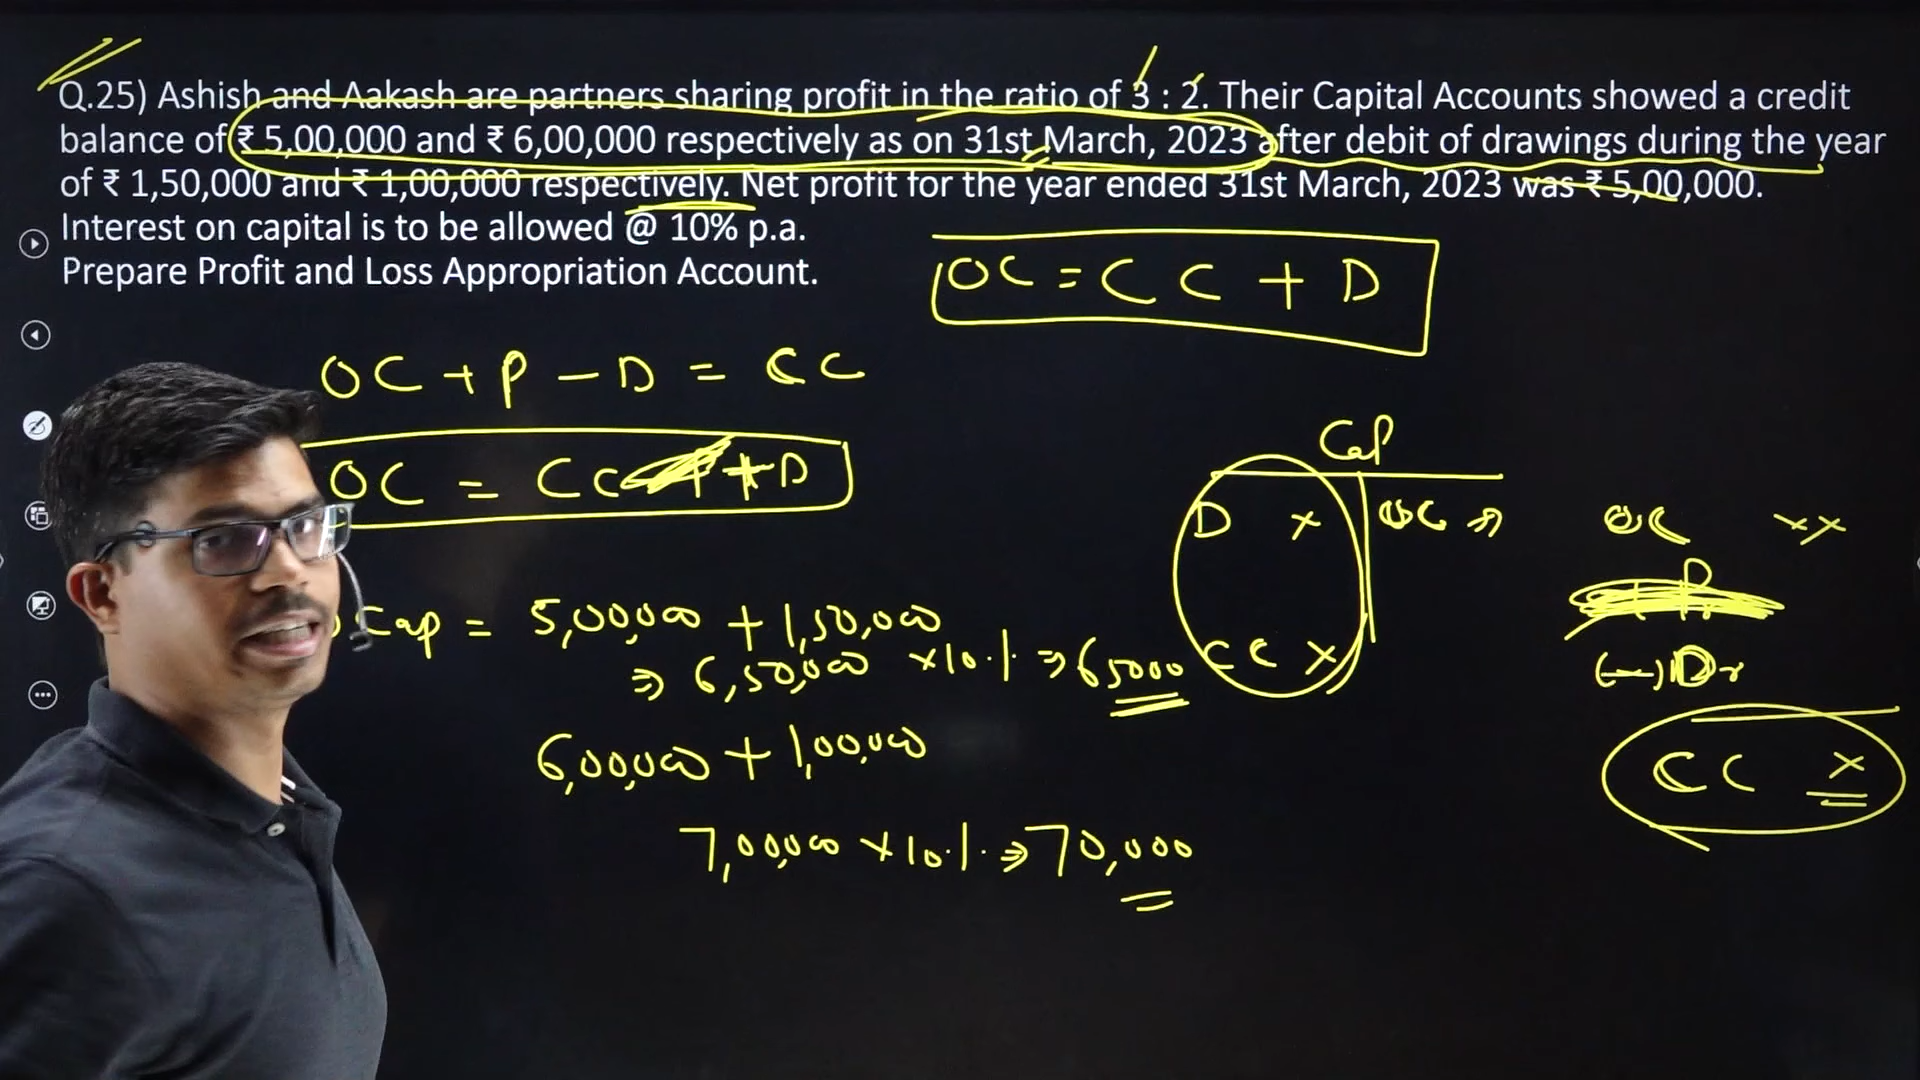 Q.25) Ashish and Aakash are partners sharing profit in the ratio of 3 : 2. Their Capital Accounts showed a credit
balance of ₹ 5,00,000 and ₹ 6,00,000 respectively as on 31st March, 2023 after debit of drawings during the year
of ₹ 1,50,000 and ₹ 1,00,000 respectively. Net profit for the year ended 31st March, 2023 was ₹ 5,00,000.
Interest on capital is to be allowed @ 10% p.a.
Prepare Profit and Loss Appropriation Account.
OC = CC + D
OC + P - D = CC
OC = CC + D
Cap = 5,00,000 + 1,50,000
⇒ 6,50,000 × 10% ⇒ 65000
6,00,000 + 1,00,000
7,00,000 × 10% ⇒ 70,000
Cap
D × OC
CC ×
OC ××
(-) Dr
CC ×